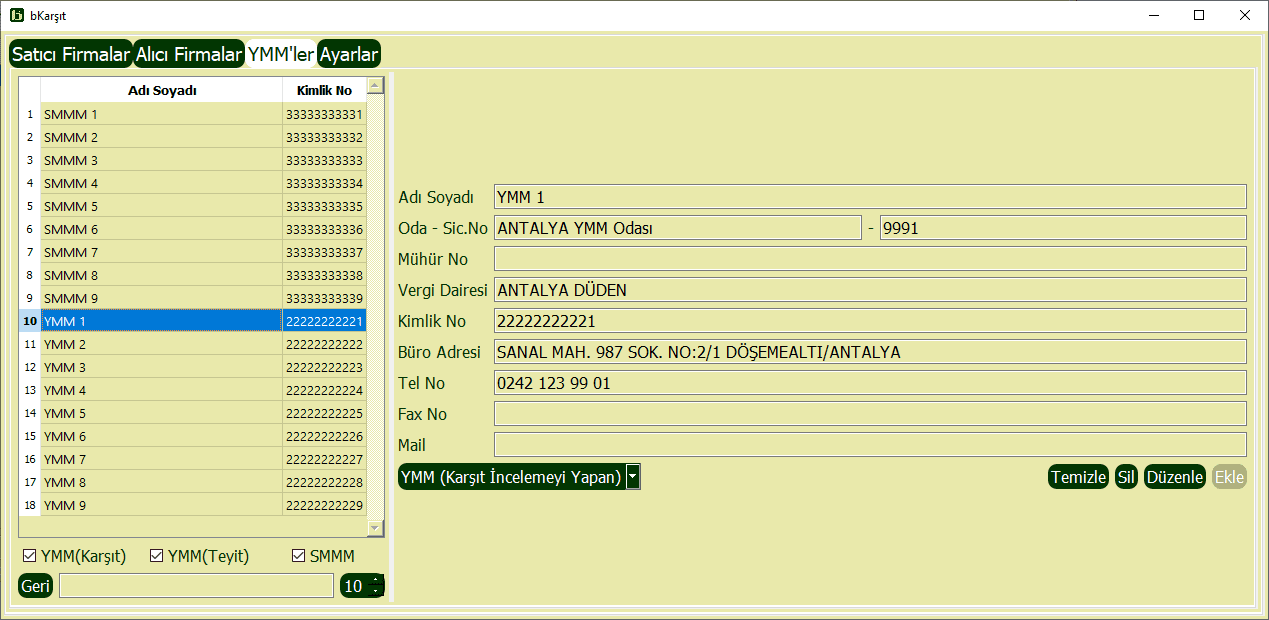 bKarşıt
Satıcı Firmalar Alıcı Firmalar YMM'ler Ayarlar
Adı Soyadı Kimlik No
1 SMMM 1 33333333331
2 SMMM 2 33333333332
3 SMMM 3 33333333333
4 SMMM 4 33333333334
5 SMMM 5 33333333335
6 SMMM 6 33333333336
7 SMMM 7 33333333337
8 SMMM 8 33333333338
9 SMMM 9 33333333339
10 YMM 1 22222222221
11 YMM 2 22222222222
12 YMM 3 22222222223
13 YMM 4 22222222224
14 YMM 5 22222222225
15 YMM 6 22222222226
16 YMM 7 22222222227
17 YMM 8 22222222228
18 YMM 9 22222222229
YMM(Karşıt) YMM(Teyit) SMMM
Geri 10
Adı Soyadı YMM 1
Oda - Sic.No ANTALYA YMM Odası - 9991
Mühür No
Vergi Dairesi ANTALYA DÜDEN
Kimlik No 22222222221
Büro Adresi SANAL MAH. 987 SOK. NO:2/1 DÖŞEMEALTI/ANTALYA
Tel No 0242 123 99 01
Fax No
Mail
YMM (Karşıt İncelemeyi Yapan) Temizle Sil Düzenle Ekle